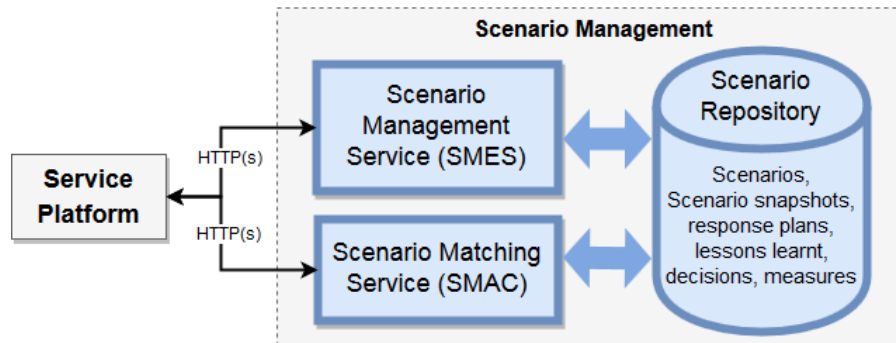 Scenario Management
Scenario
Management
Service (SMES)
Scenario
Repository
HTTP(s)
Service
Platform
Scenarios,
Scenario snapshots,
response plans,
lessons learnt,
decisions, measures
HTTP(s)
Scenario Matching
Service (SMAC)